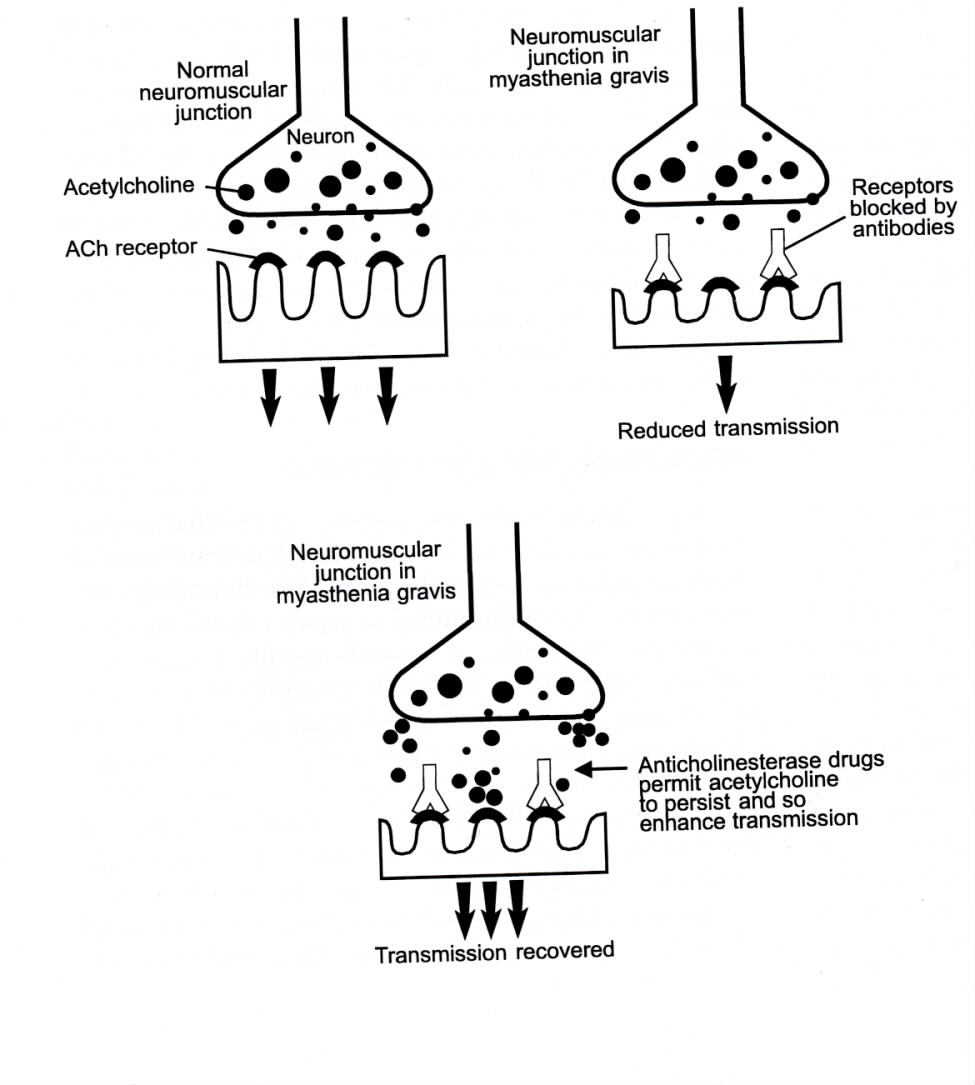 Normal
neuromuscular
junction
Neuron
Acetylcholine
ACh receptor
Neuromuscular
junction in
myasthenia gravis
Receptors
blocked by
antibodies
Reduced transmission
Neuromuscular
junction in
myasthenia gravis
Anticholinesterase drugs
permit acetylcholine
to persist and so
enhance transmission
Transmission recovered